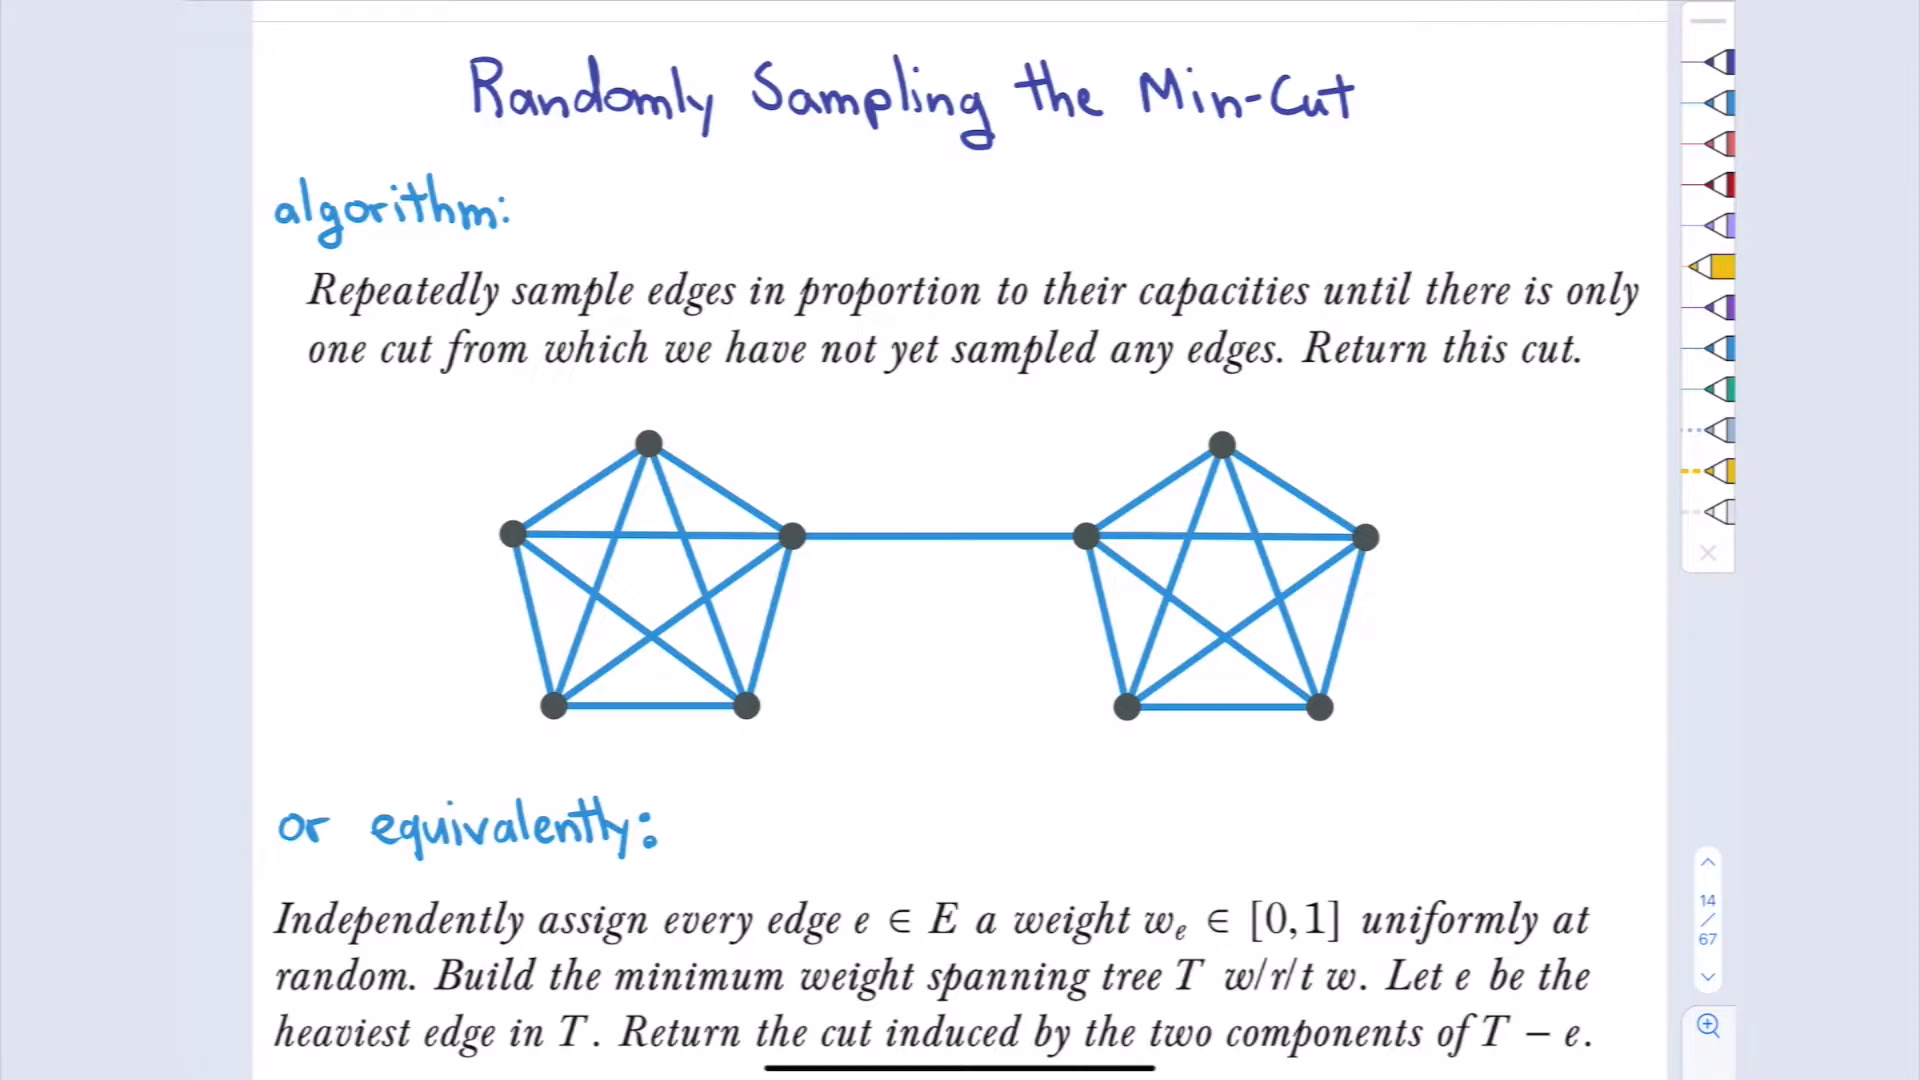 Randomly Sampling the Min-Cut
algorithm:
Repeatedly sample edges in proportion to their capacities until there is only
one cut from which we have not yet sampled any edges. Return this cut.
or equivalently:
Independently assign every edge e ∈ E a weight wₑ ∈ [0,1] uniformly at
random. Build the minimum weight spanning tree T w/r/t w. Let e be the
heaviest edge in T. Return the cut induced by the two components of T − e.
14
/
67